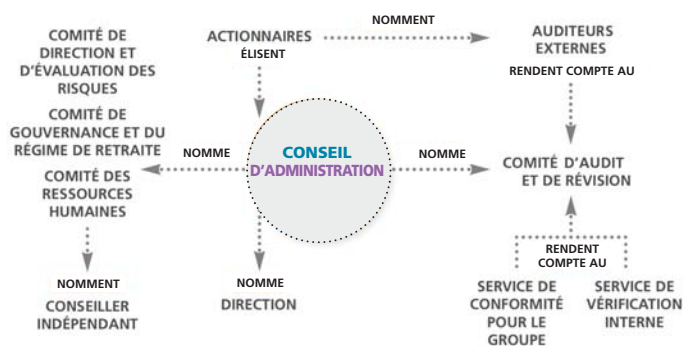 COMITÉ DE
DIRECTION ET
D'ÉVALUATION DES
RISQUES
COMITÉ DE
GOUVERNANCE ET DU
RÉGIME DE RETRAITE
COMITÉ DES
RESSOURCES
HUMAINES
NOMMENT
CONSEILLER
INDÉPENDANT
ACTIONNAIRES
ÉLISENT
NOMMENT
AUDITEURS
EXTERNES
RENDENT COMPTE AU
NOMME
CONSEIL
D'ADMINISTRATION
NOMME
COMITÉ D'AUDIT
ET DE RÉVISION
NOMME
DIRECTION
RENDENT
COMPTE AU
SERVICE DE
CONFORMITÉ
POUR LE
GROUPE
SERVICE DE
VÉRIFICATION
INTERNE